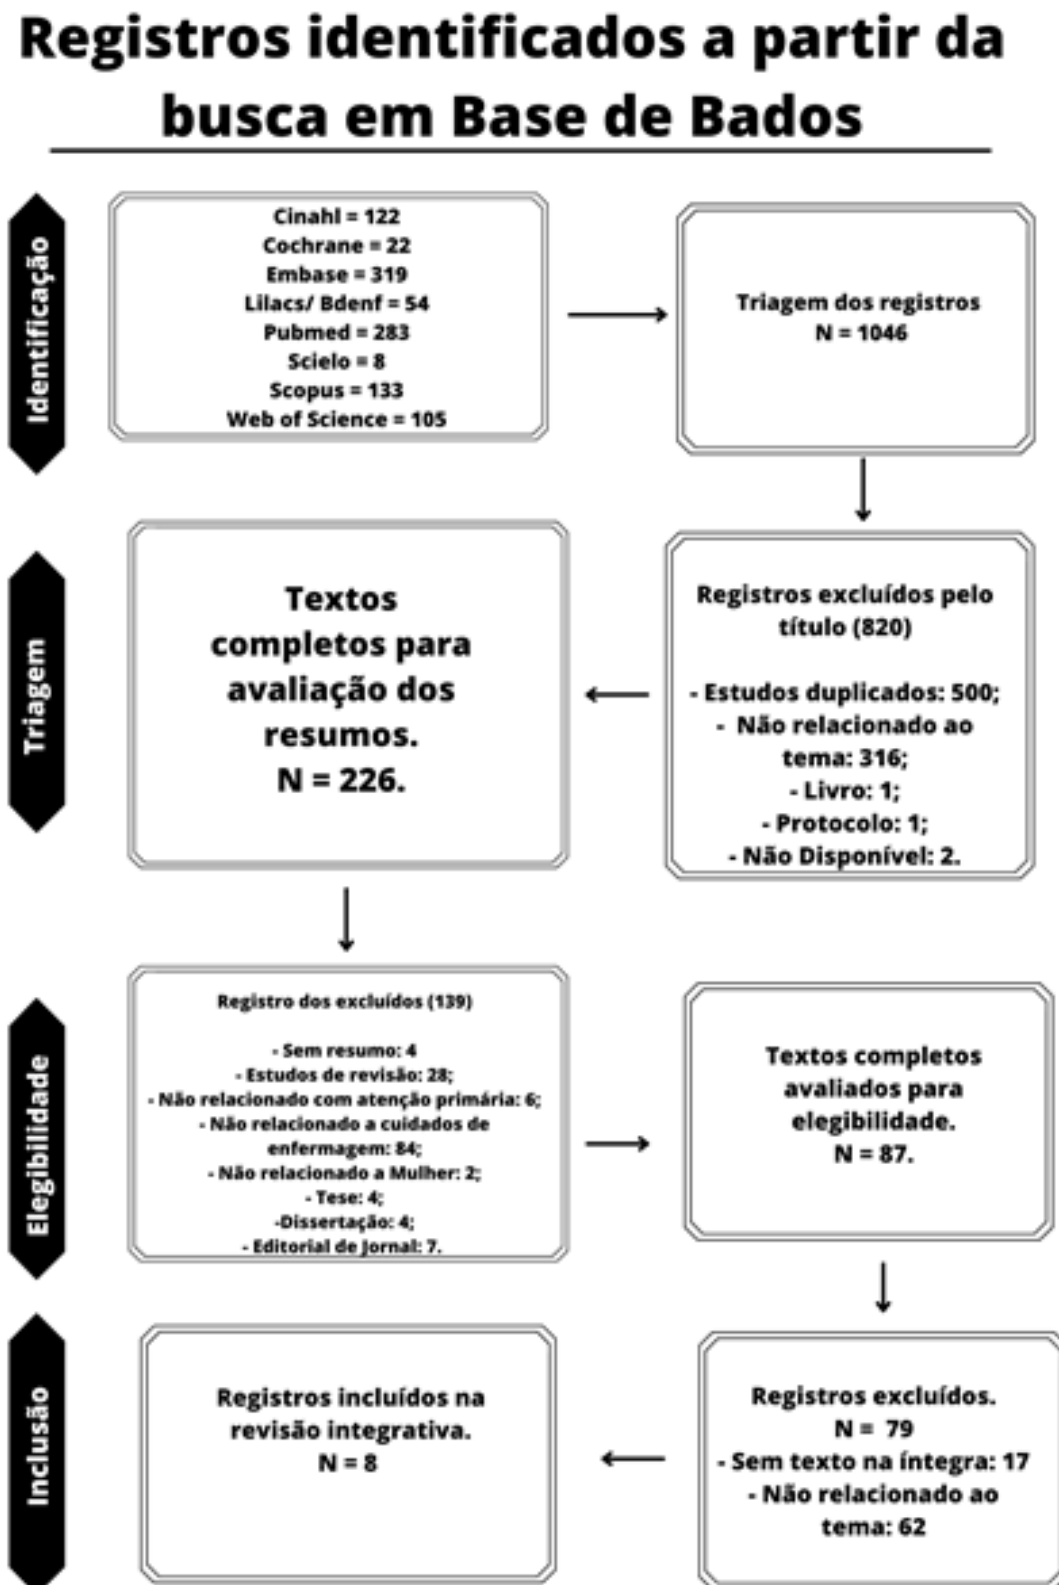 Registros identificados a partir da
busca em Base de Bados
Identificação
Cinahl = 122
Cochrane = 22
Embase = 319
Lilacs/ Bdenf = 54
Pubmed = 283
Scielo = 8
Scopus = 133
Web of Science = 105
Triagem dos registros
N = 1046
Triagem
Registros excluídos pelo
título (820)
- Estudos duplicados: 500;
- Não relacionado ao
tema: 316;
- Livro: 1;
- Protocolo: 1;
- Não Disponível: 2.
Textos
completos para
avaliação dos
resumos.
N = 226.
Elegibilidade
Registro dos excluídos (139)
- Sem resumo: 4
- Estudos de revisão: 28;
- Não relacionado com atenção primária: 6;
- Não relacionado a cuidados de
enfermagem: 84;
- Não relacionado a Mulher: 2;
- Tese: 4;
-Dissertação: 4;
- Editorial de Jornal: 7.
Textos completos
avaliados para
elegibilidade.
N = 87.
Inclusão
Registros excluídos.
N = 79
- Sem texto na íntegra: 17
- Não relacionado ao
tema: 62
Registros incluídos na
revisão integrativa.
N = 8